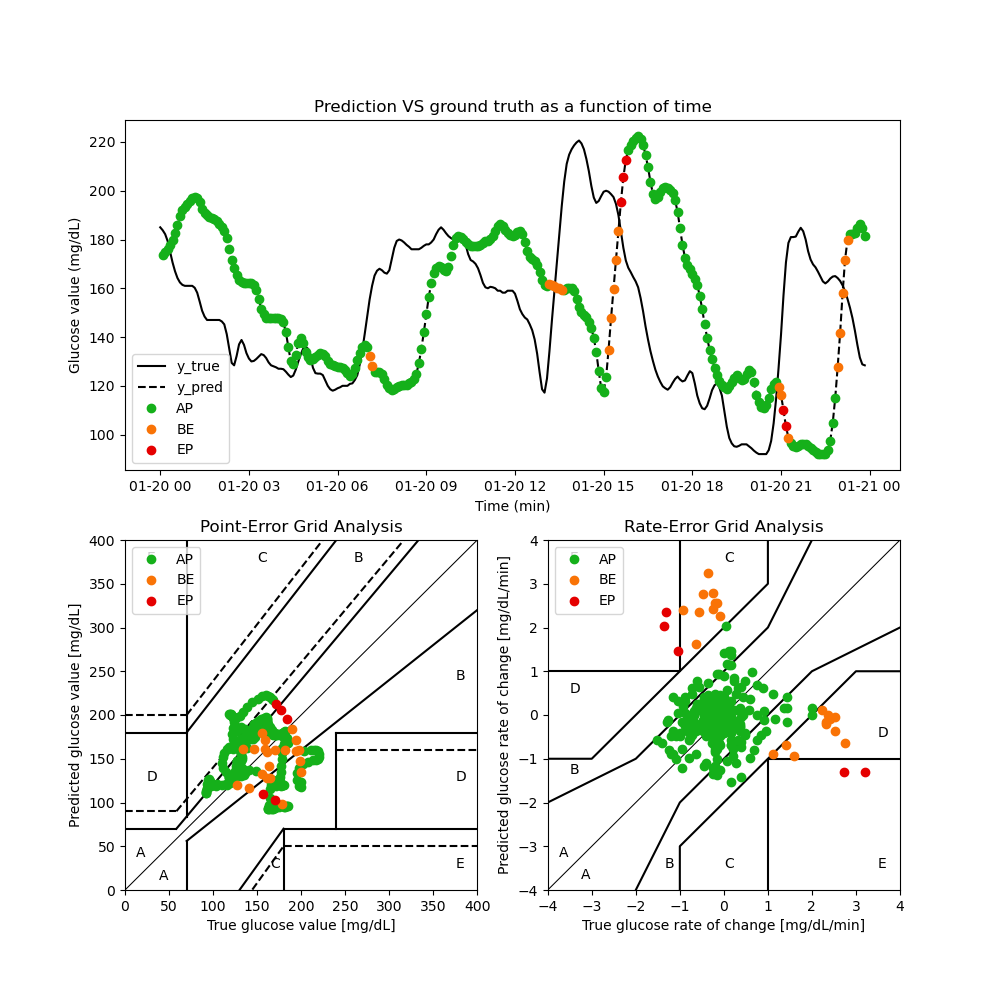 Prediction VS ground truth as a function of time
Glucose value (mg/dL)
220
200
180
160
140
120
100
y_true
y_pred
AP
BE
EP
01-20 00 01-20 03 01-20 06 01-20 09 01-20 12 01-20 15 01-20 18 01-20 21 01-21 00
Time (min)
Point-Error Grid Analysis
Predicted glucose value [mg/dL]
400
350
300
250
200
150
100
50
0
AP
BE
EP
C B
B
D D
A
A C E
0 50 100 150 200 250 300 350 400
True glucose value [mg/dL]
Rate-Error Grid Analysis
Predicted glucose rate of change [mg/dL/min]
4
3
2
1
0
−1
−2
−3
−4
AP
BE
EP
C
D
D
B
A
A B C E
−4 −3 −2 −1 0 1 2 3 4
True glucose rate of change [mg/dL/min]